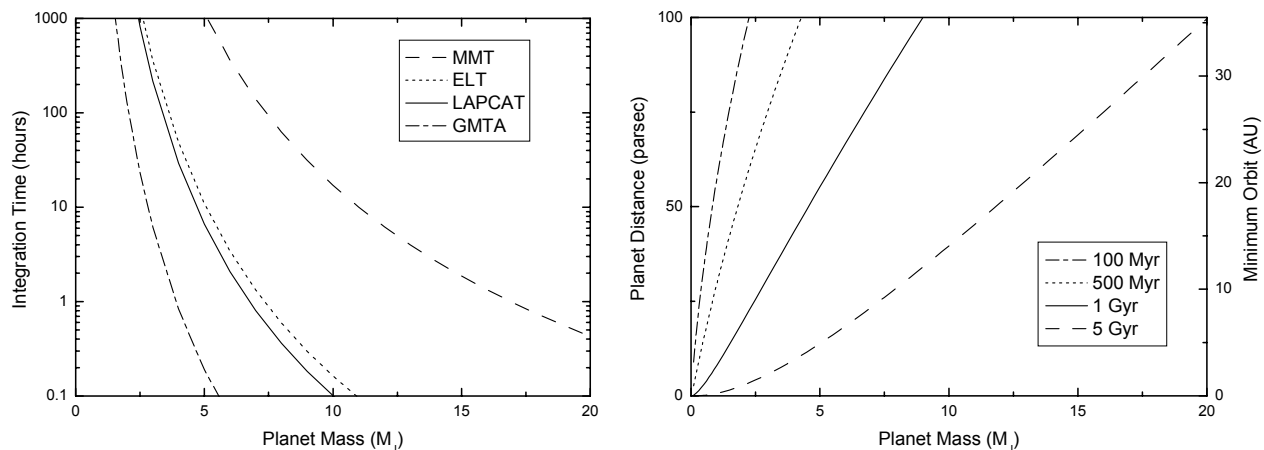 1000
100
10
1
0.1
Integration Time (hours)
0
5
10
15
20
Planet Mass (M_J)
MMT
ELT
LAPCAT
GMTA
100
50
0
Planet Distance (parsec)
0
5
10
15
20
Planet Mass (M_J)
30
20
10
0
Minimum Orbit (AU)
100 Myr
500 Myr
1 Gyr
5 Gyr